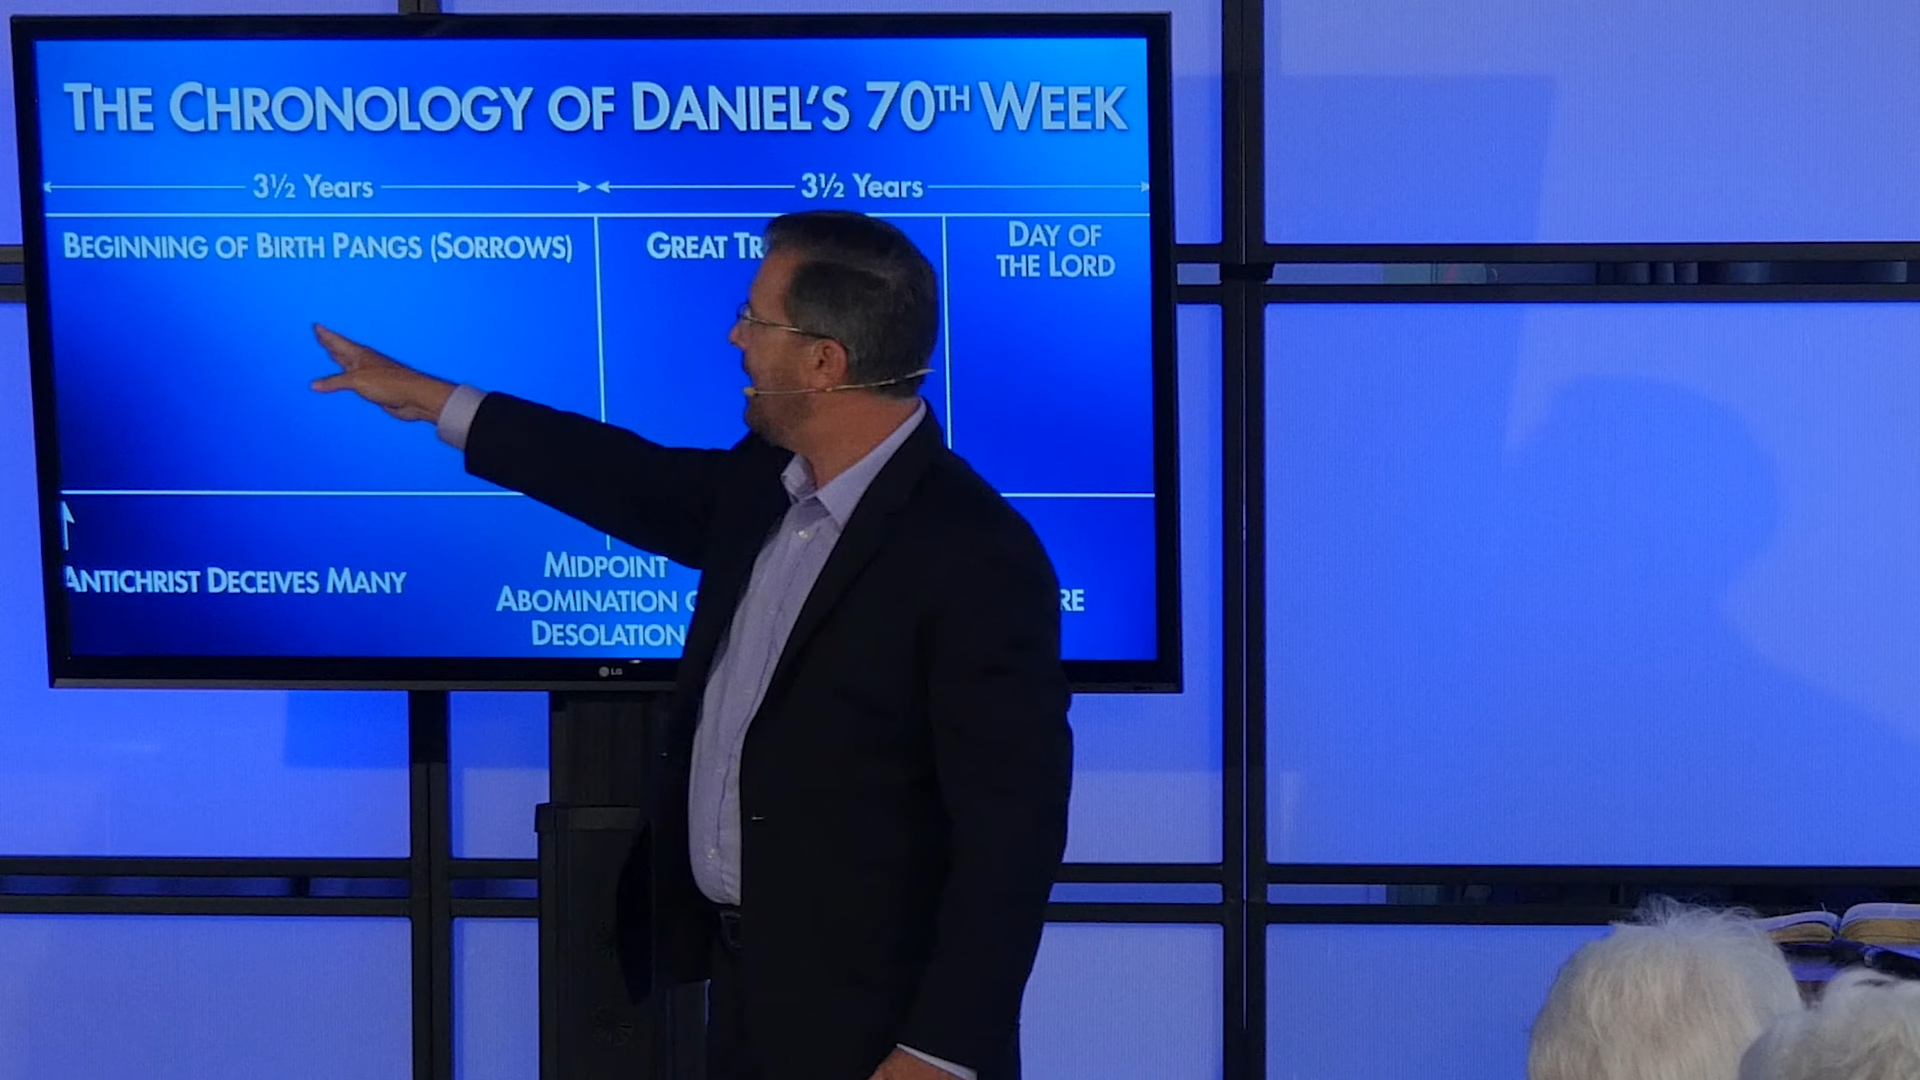 THE CHRONOLOGY OF DANIEL'S 70TH WEEK
3½ Years 3½ Years
BEGINNING OF BIRTH PANGS (SORROWS) GREAT DAY OF
THE LORD
ANTICHRIST DECEIVES MANY
MIDPOINT
ABOMINATION
DESOLATION
LG